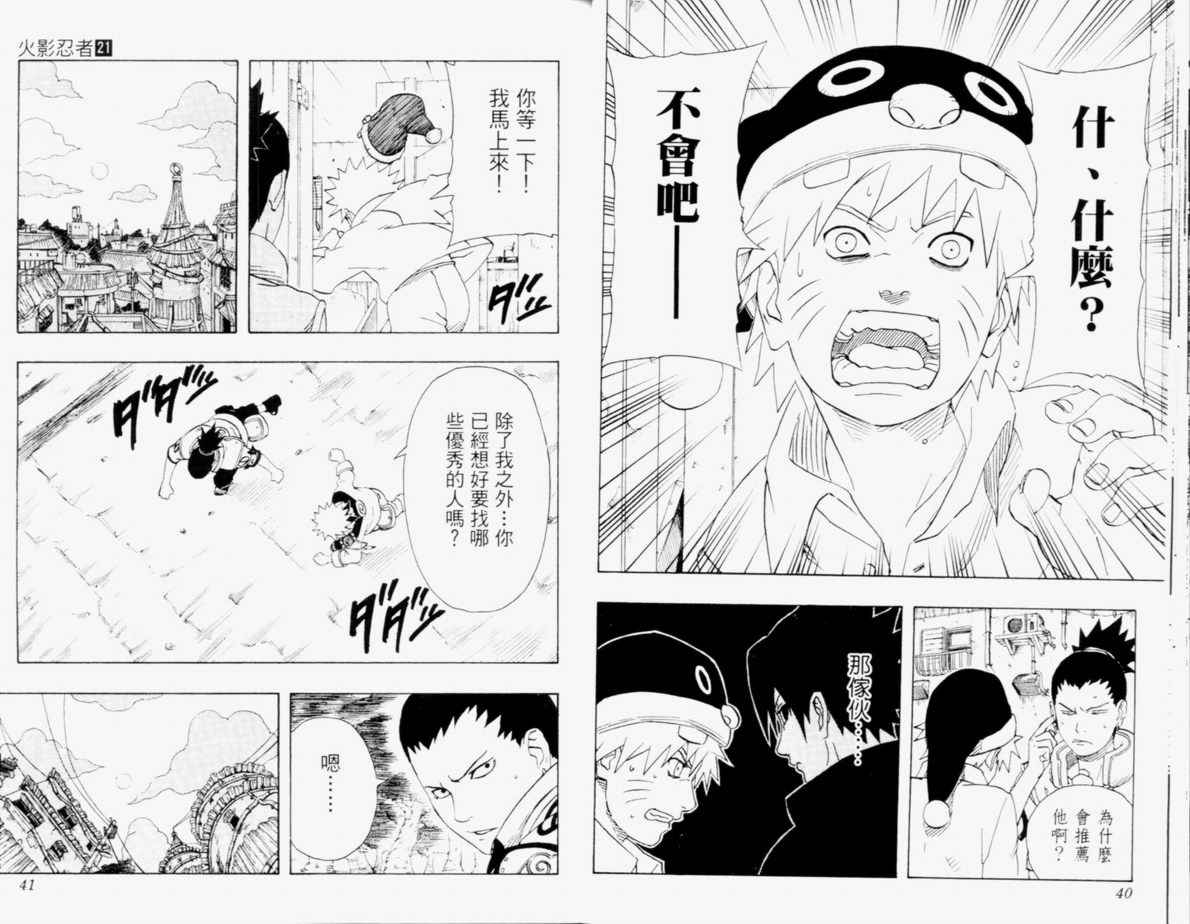 什、什麼？
不會吧——
為什麼
會推薦
他啊？
那傢伙……
40
火影忍者21
你等一下！
我馬上來！
ダッ
除了我之外…你
已經想好要找哪
些優秀的人嗎？
ダダッ
ダダッ
嗯……
41